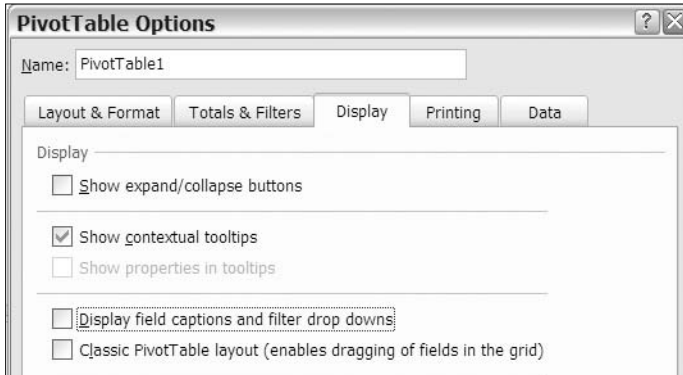 PivotTable Options
Name: PivotTable1
Layout & Format Totals & Filters Display Printing Data
Display
Show expand/collapse buttons
Show contextual tooltips
Show properties in tooltips
Display field captions and filter drop downs
Classic PivotTable layout (enables dragging of fields in the grid)